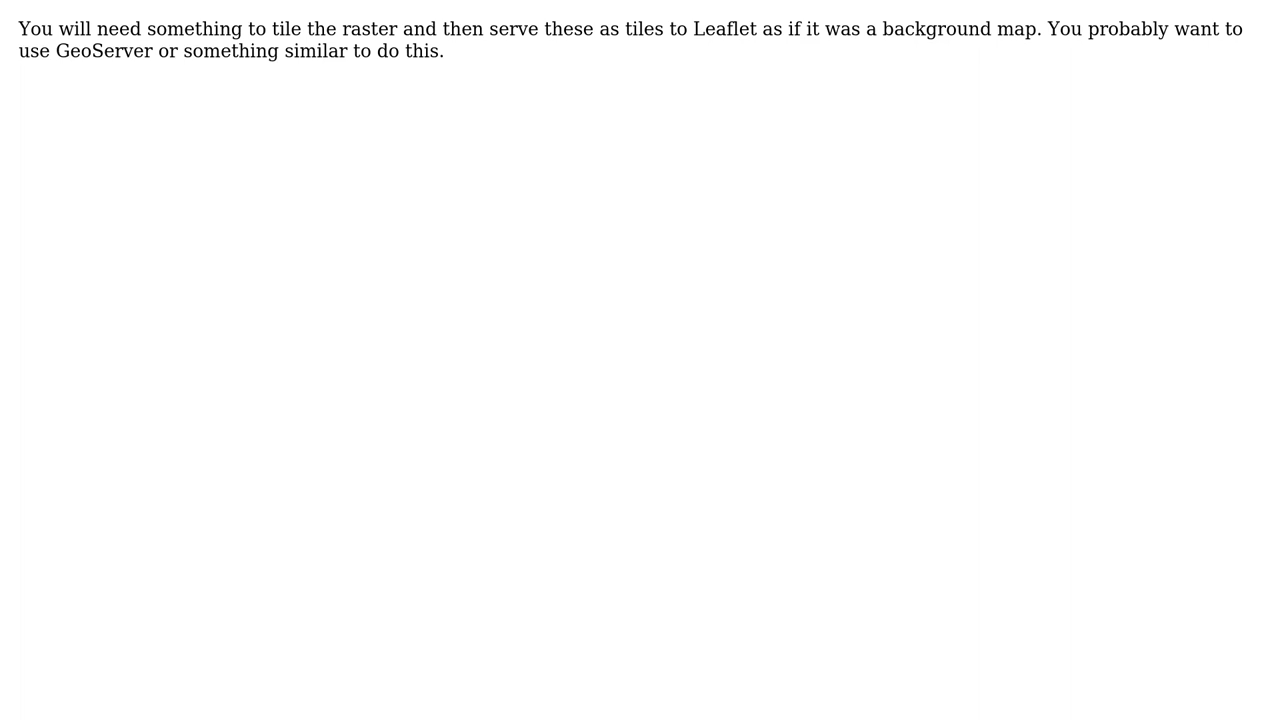 You will need something to tile the raster and then serve these as tiles to Leaflet as if it was a background map. You probably want to
use GeoServer or something similar to do this.